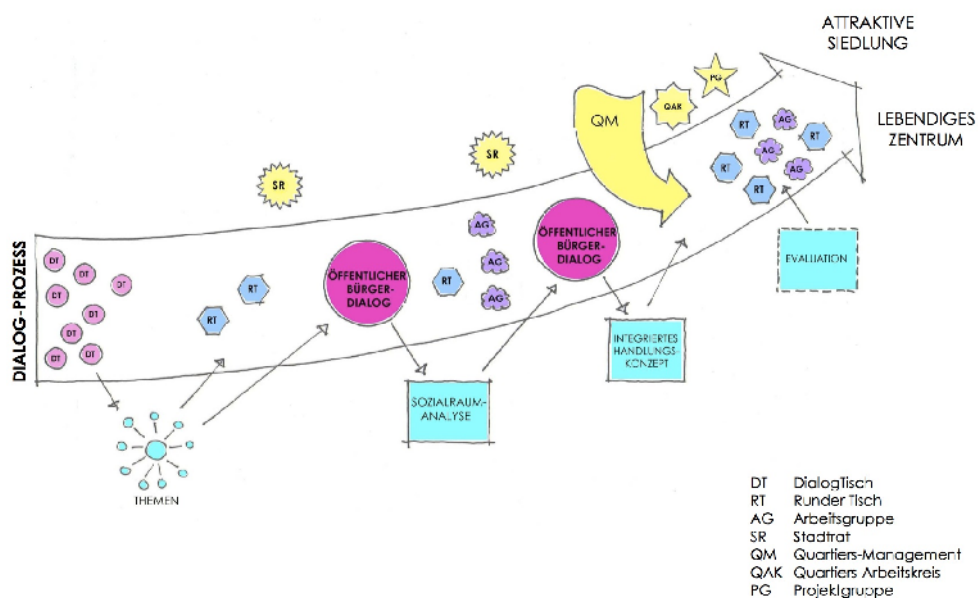 ATTRAKTIVE
SIEDLUNG
LEBENDIGES
ZENTRUM
PG
QAK
QM
RT
AG
RT
AG
RT
AG
RT
SR
SR
DIALOG-PROZESS
DT
DT
DT
DT
DT
DT
DT
DT
RT
RT
ÖFFENTLICHER
BÜRGER-
DIALOG
RT
AG
AG
AG
ÖFFENTLICHER
BÜRGER-
DIALOG
EVALUATION
INTEGRIERTES
HANDLUNGS-
KONZEPT
SOZIALRAUM-
ANALYSE
THEMEN
DT DialogTisch
RT Runder Tisch
AG Arbeitsgruppe
SR Stadtrat
QM Quartiers-Management
QAK Quartiers Arbeitskreis
PG Projektgruppe